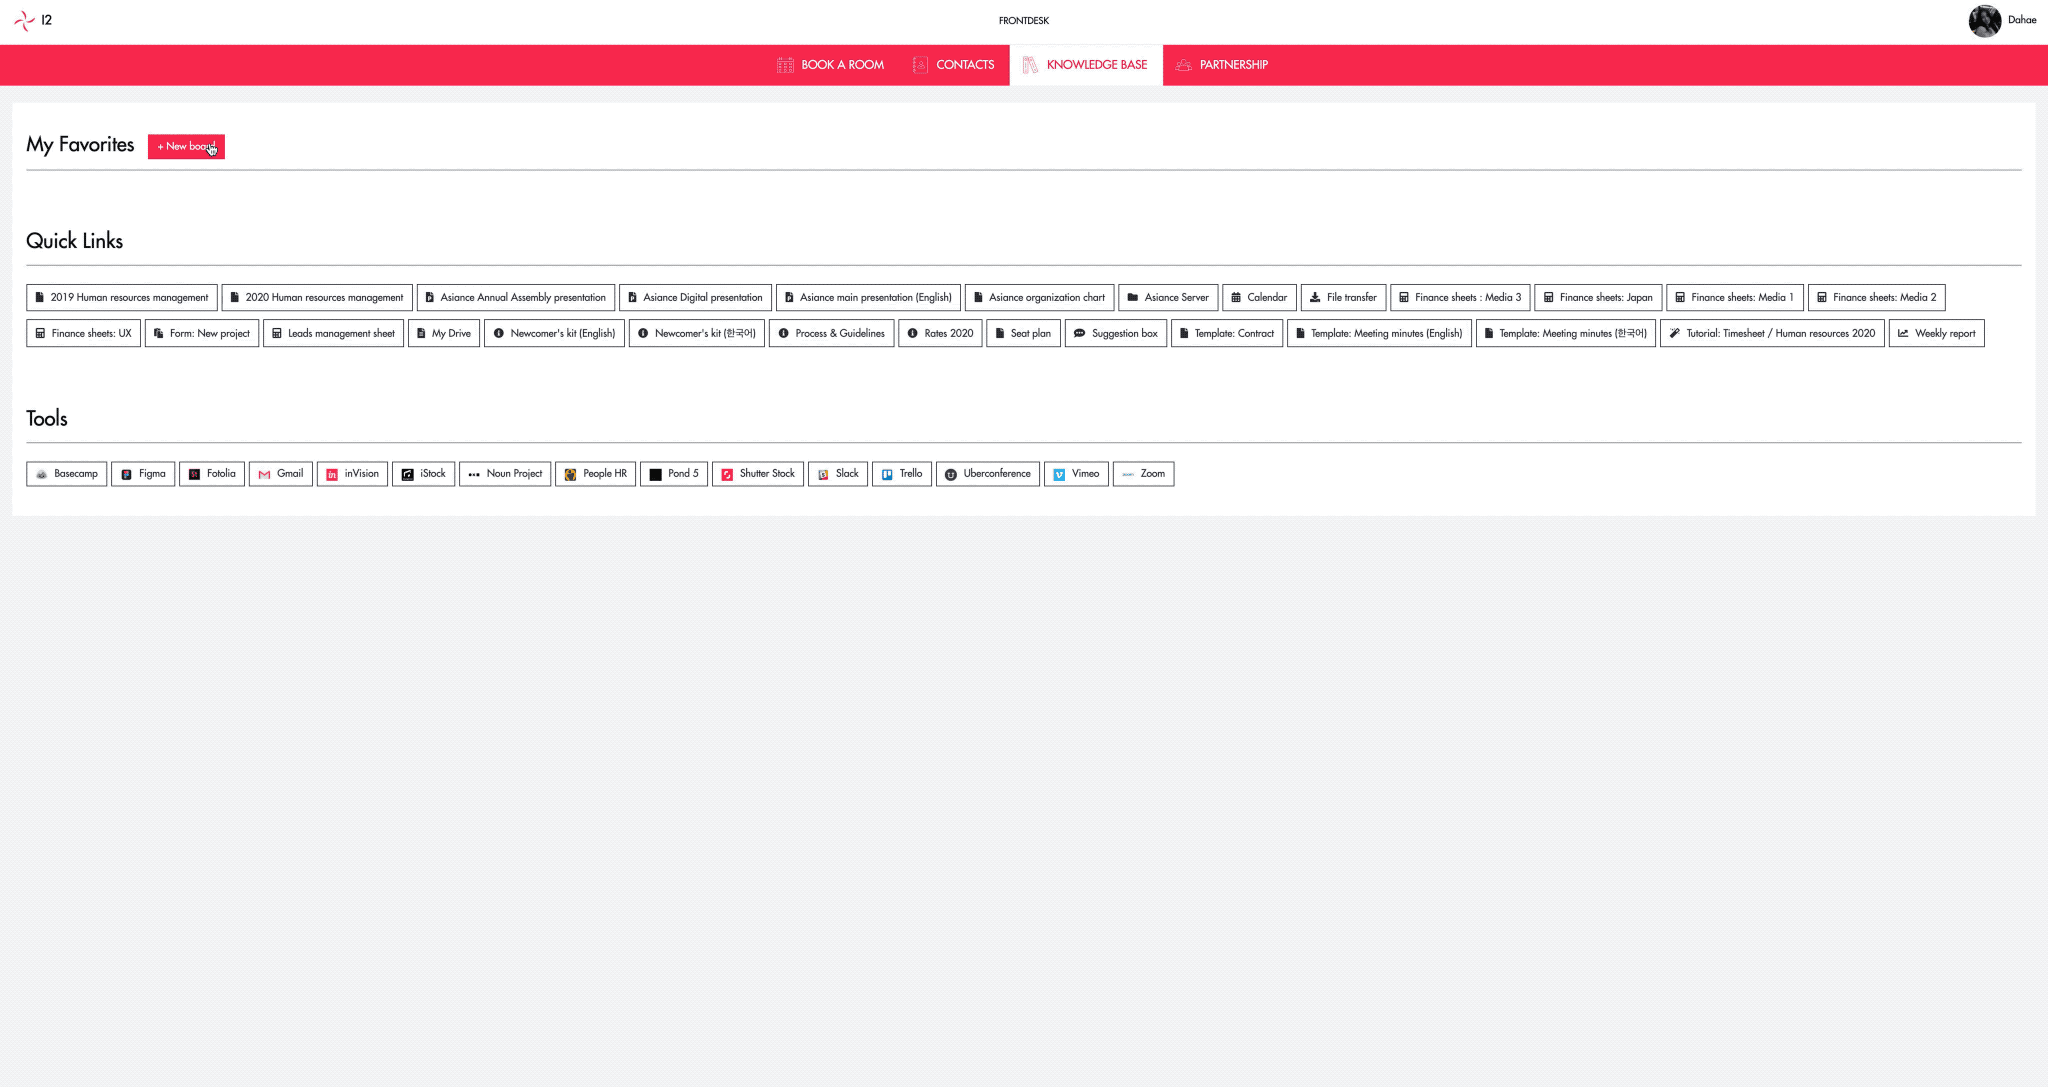 I2
FRONTDESK
Dahae
BOOK A ROOM CONTACTS KNOWLEDGE BASE PARTNERSHIP
My Favorites + New board
Quick Links
2019 Human resources management 2020 Human resources management Asiance Annual Assembly presentation Asiance Digital presentation Asiance main presentation (English) Asiance organization chart Asiance Server Calendar File transfer Finance sheets : Media 3 Finance sheets: Japan Finance sheets: Media 1 Finance sheets: Media 2
Finance sheets: UX Form: New project Leads management sheet My Drive Newcomer's kit (English) Newcomer's kit (한국어) Process & Guidelines Rates 2020 Seat plan Suggestion box Template: Contract Template: Meeting minutes (English) Template: Meeting minutes (한국어) Tutorial: Timesheet / Human resources 2020 Weekly report
Tools
Basecamp Figma Fotolia Gmail inVision iStock Noun Project People HR Pond 5 Shutter Stock Slack Trello Uberconference Vimeo Zoom